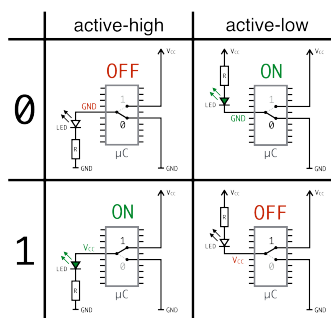 active-high active-low
0
OFF
Vcc
GND
1
0
LED
R
GND
GND
µC
ON
Vcc
Vcc
R
LED
1
GND
0
µC
GND
1
ON
Vcc
Vcc
1
0
LED
R
GND
GND
µC
OFF
Vcc
Vcc
R
LED
1
Vcc
0
µC
GND